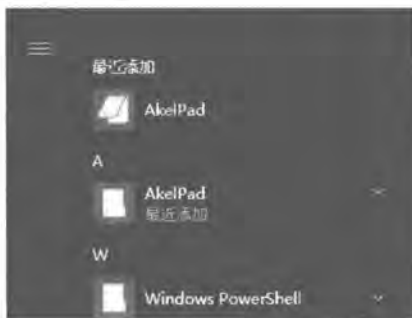 最近添加
AkelPad
A
AkelPad
最近添加
W
Windows PowerShell